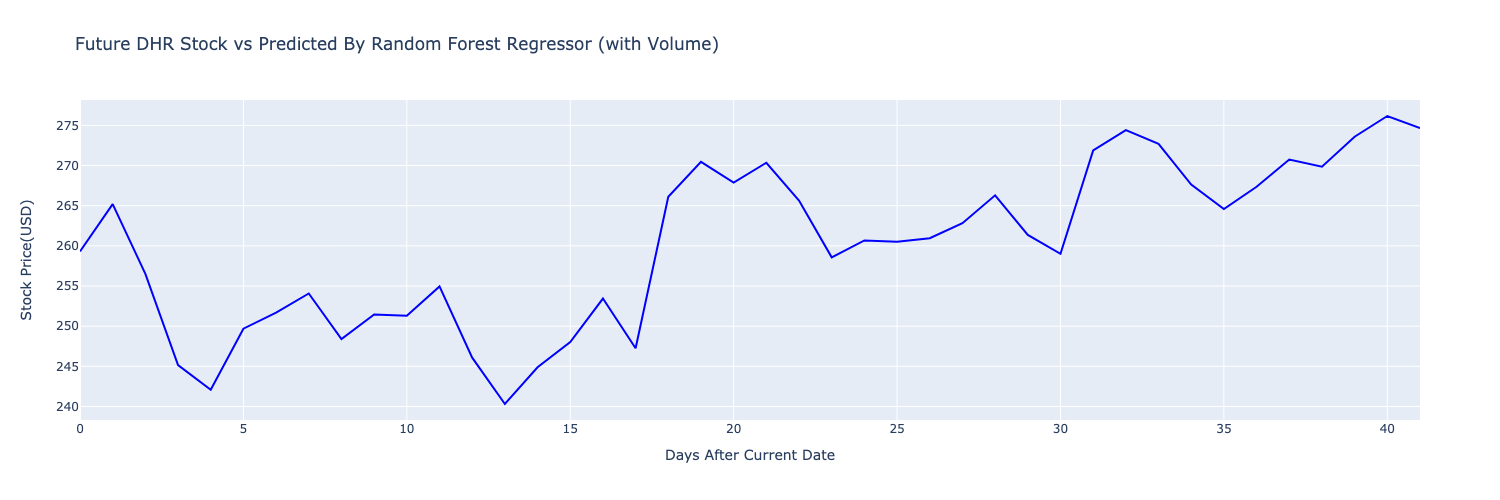 Future DHR Stock vs Predicted By Random Forest Regressor (with Volume)
275
270
265
260
255
250
245
240
Stock Price(USD)
0 5 10 15 20 25 30 35 40
Days After Current Date